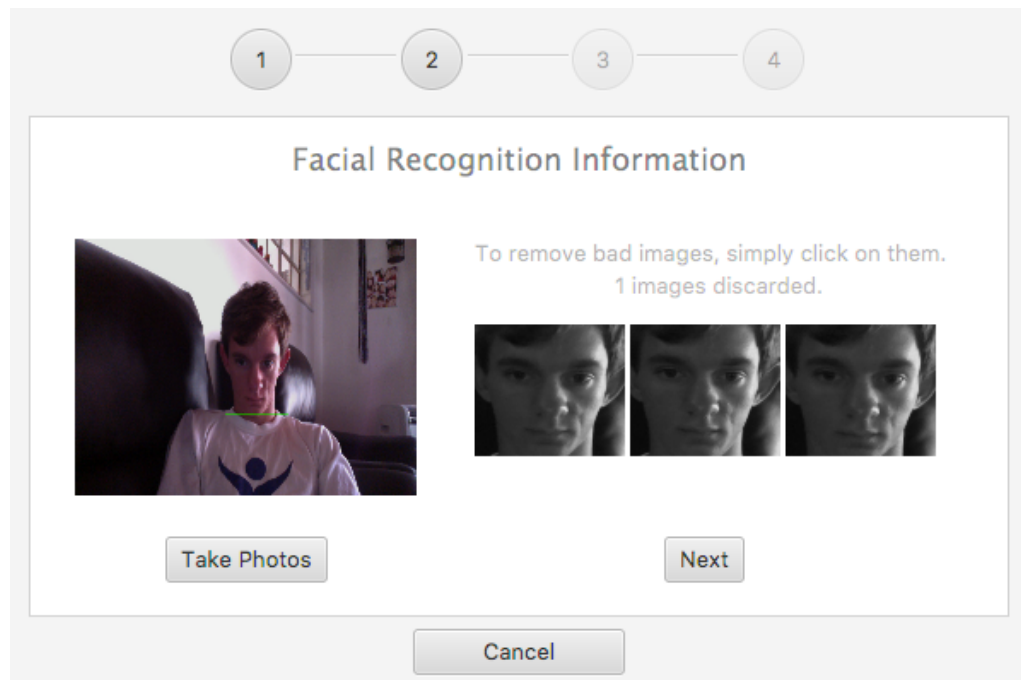 1
2
3
4
Facial Recognition Information
To remove bad images, simply click on them.
1 images discarded.
Take Photos
Next
Cancel